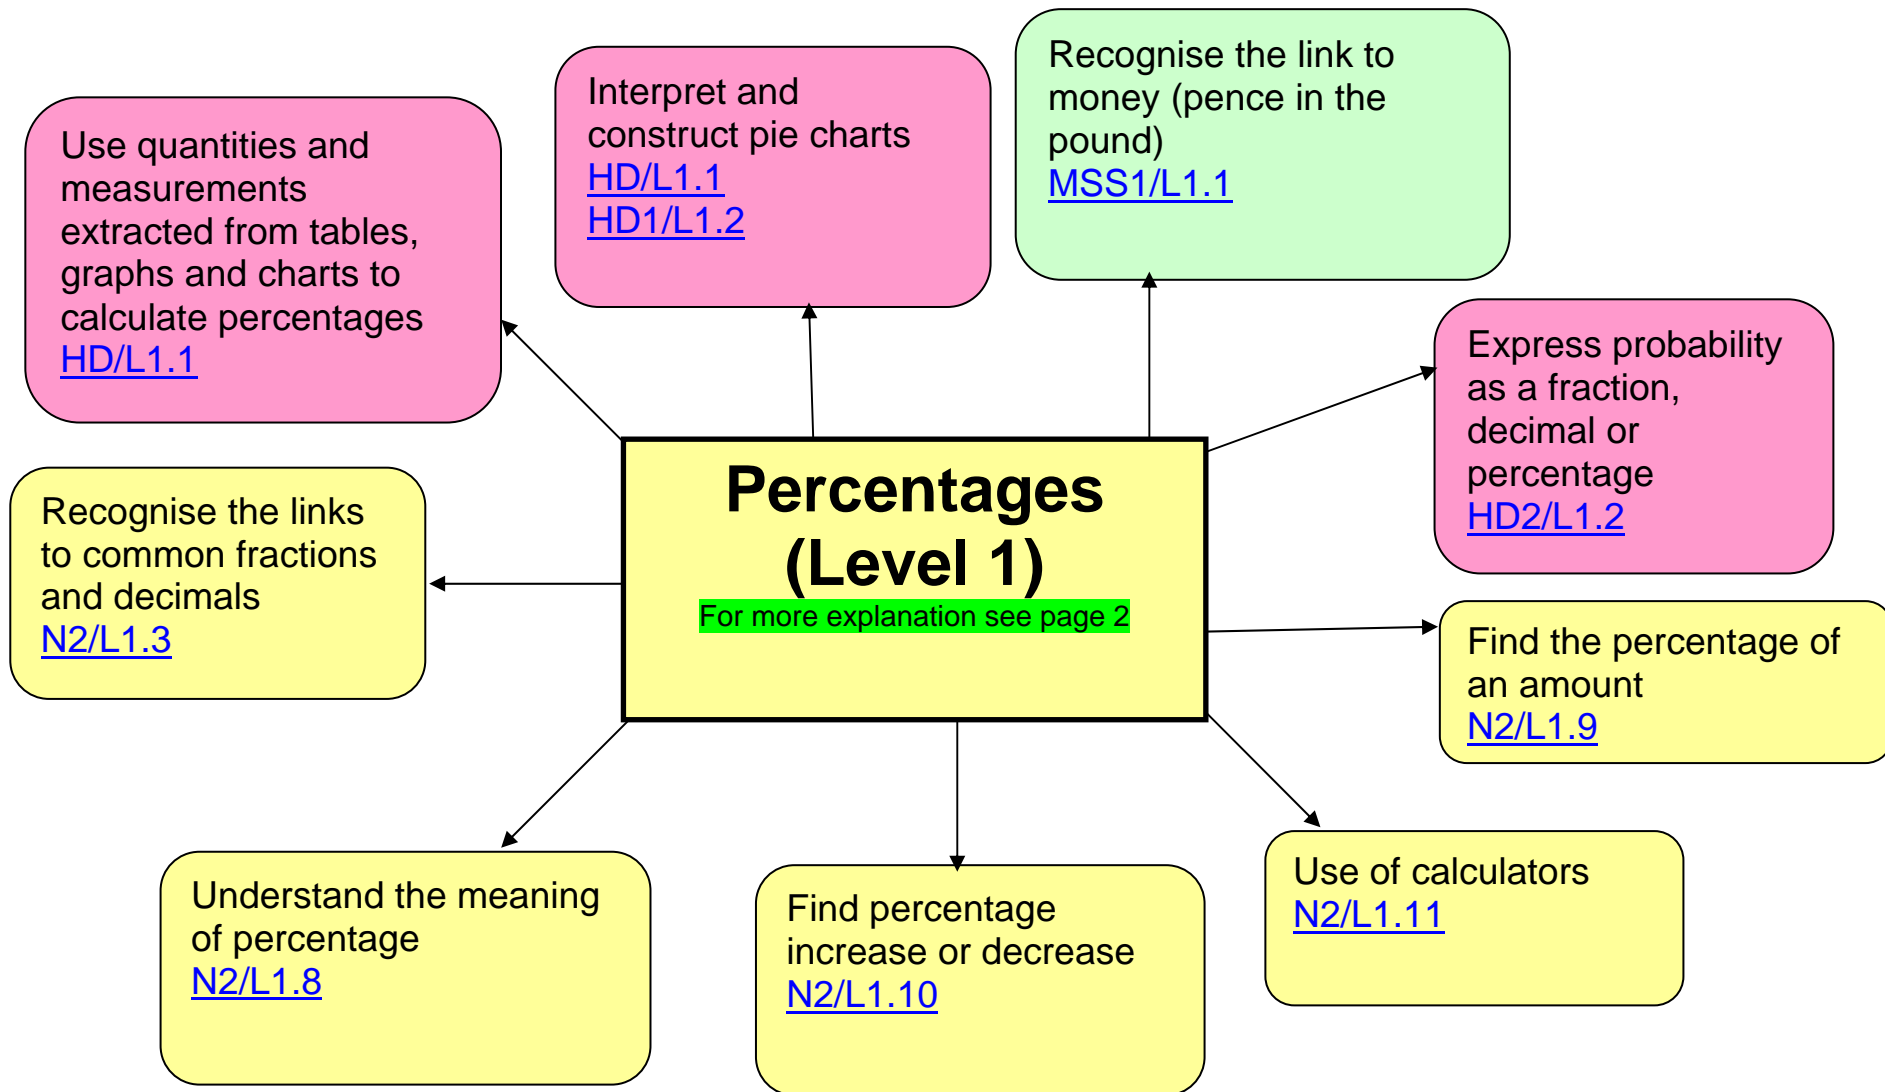 Use quantities and
measurements
extracted from tables,
graphs and charts to
calculate percentages
HD/L1.1
Interpret and
construct pie charts
HD/L1.1
HD1/L1.2
Recognise the link to
money (pence in the
pound)
MSS1/L1.1
Express probability
as a fraction,
decimal or
percentage
HD2/L1.2
Percentages
(Level 1)
For more explanation see page 2
Recognise the links
to common fractions
and decimals
N2/L1.3
Find the percentage of
an amount
N2/L1.9
Understand the meaning
of percentage
N2/L1.8
Find percentage
increase or decrease
N2/L1.10
Use of calculators
N2/L1.11